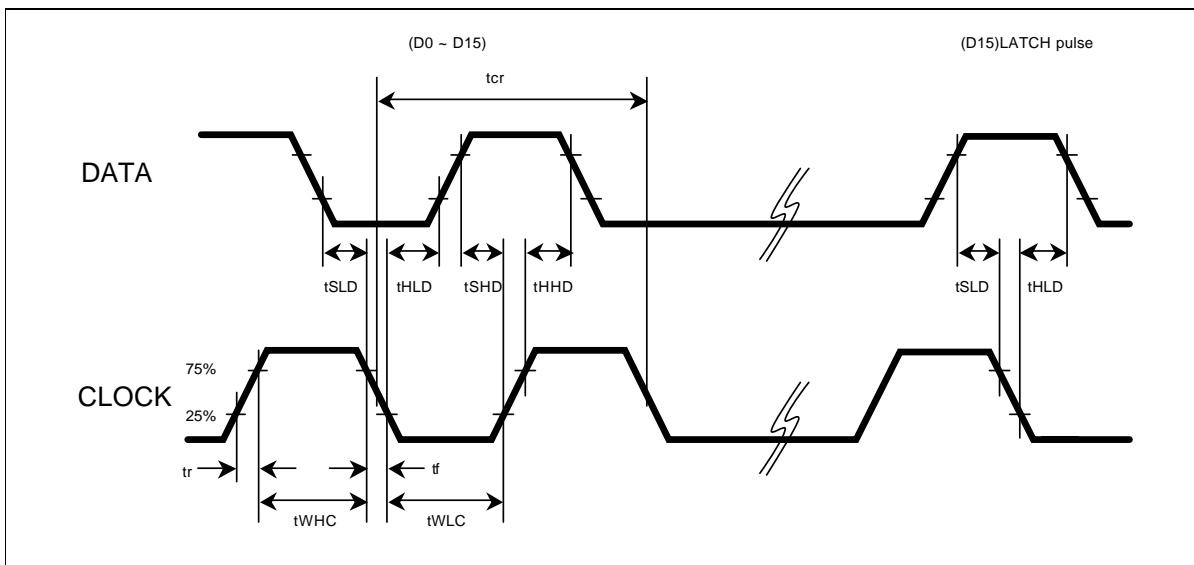 (D0 ~ D15)
(D15)LATCH pulse
tcr
DATA
tSLD
tHLD
tSHD
tHHD
tSLD
tHLD
75%
CLOCK
25%
tr
tf
tWHC
tWLC